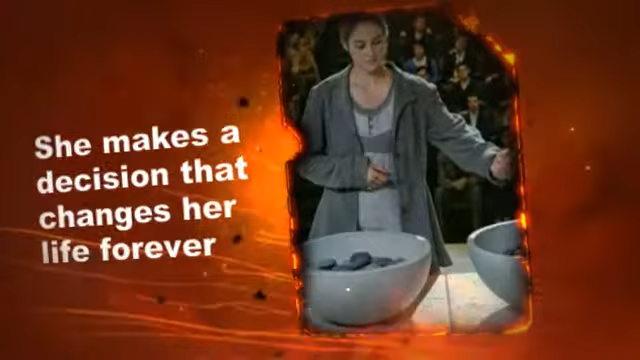 She makes a
decision that
changes her
life forever